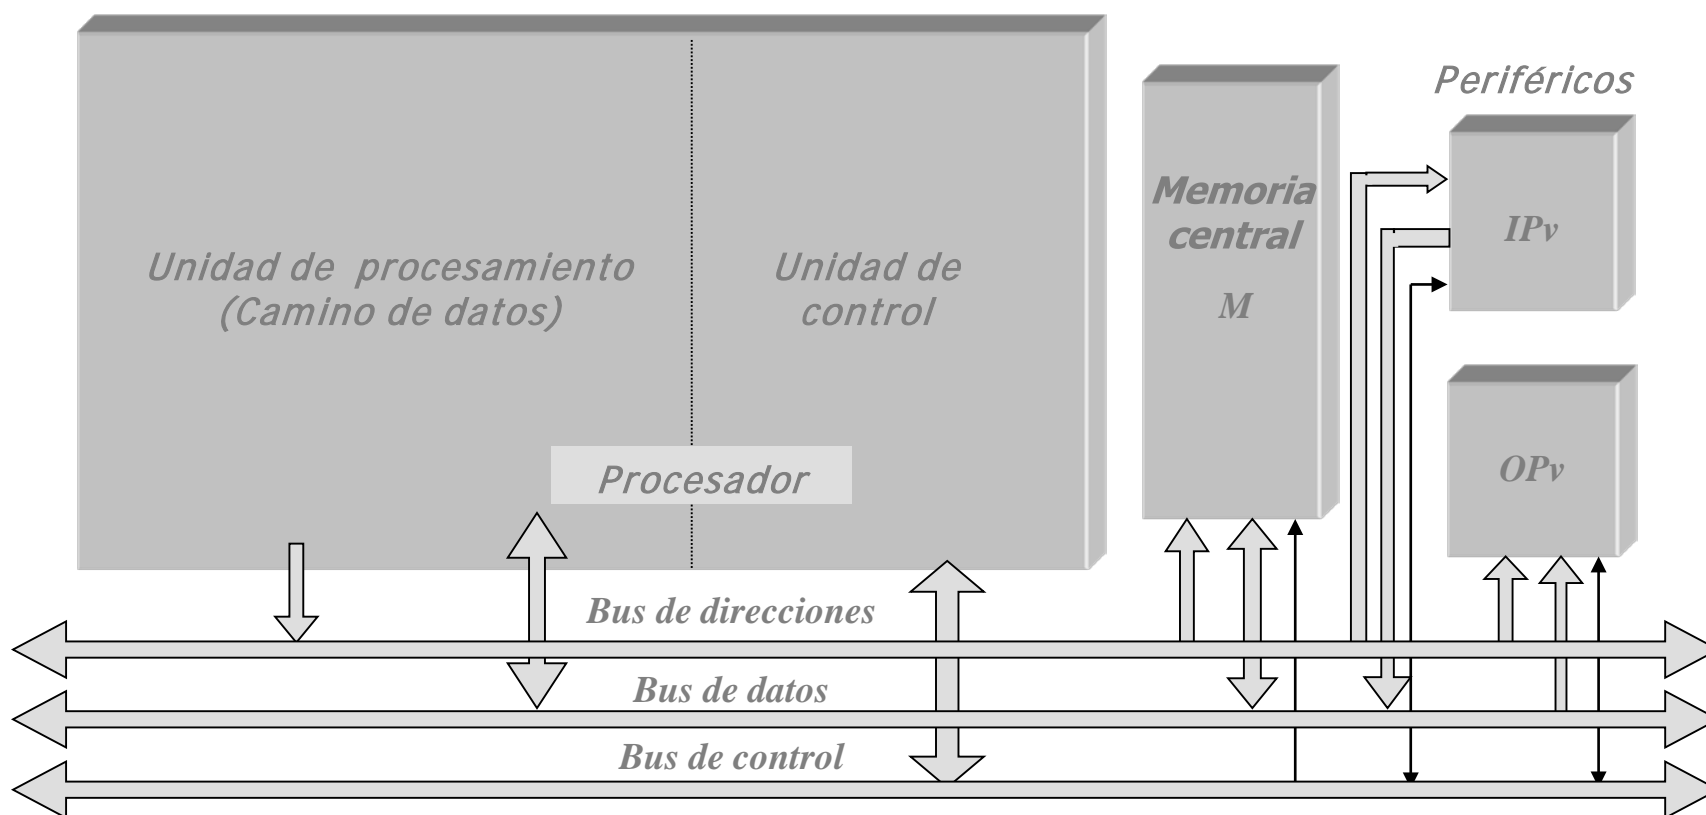 Unidad de procesamiento
(Camino de datos)
Unidad de
control
Procesador
Memoria
central
M
Periféricos
IPv
OPv
Bus de direcciones
Bus de datos
Bus de control